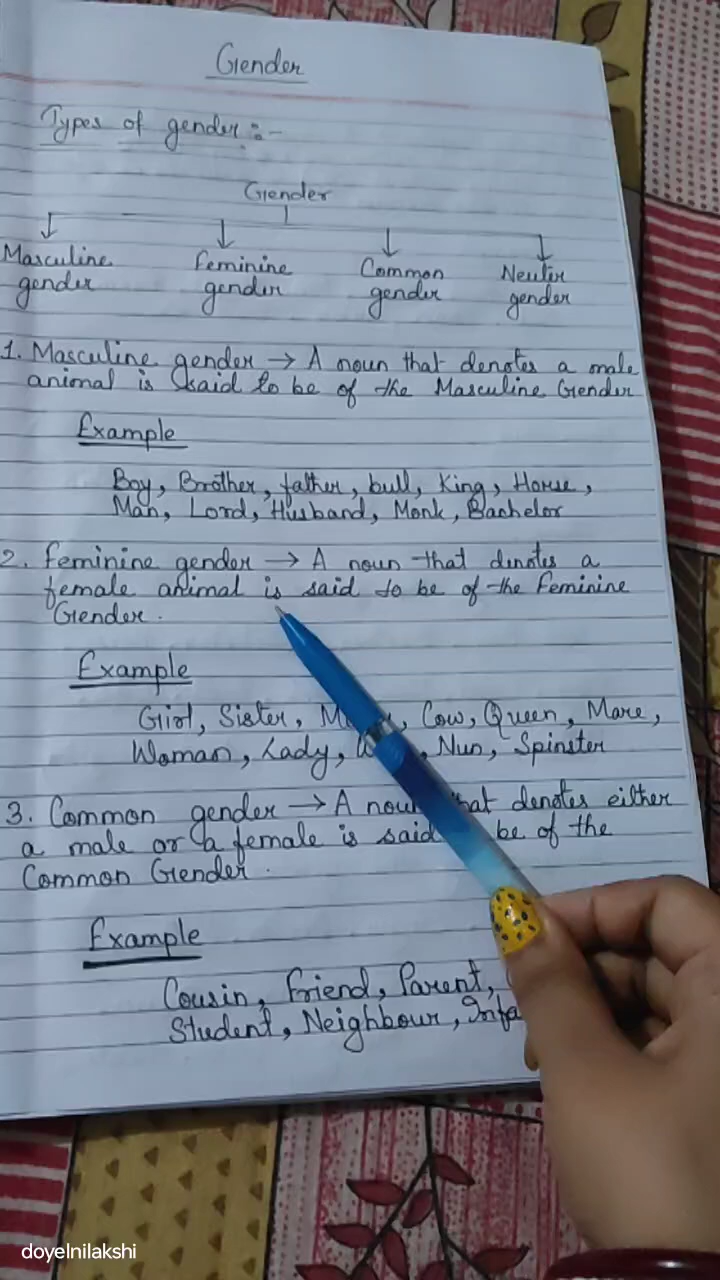 Gender
Types of gender :-
Gender
Masculine gender
Feminine gender
Common gender
Neuter gender
1. Masculine gender → A noun that denotes a male
animal is said to be of the Masculine Gender
Example
Boy, Brother, father, bull, King, Horse,
Man, Lord, Husband, Monk, Bachelor
2. Feminine gender → A noun that denotes a
female animal is said to be of the Feminine
Gender.
Example
Girl, Sister, Cow, Queen, Mare,
Woman, Lady, Nun, Spinster
3. Common gender → A noun that denotes either
a male or a female is said be of the
Common Gender.
Example
Cousin, Friend, Parent,
Student, Neighbour,
doyelnilakshi